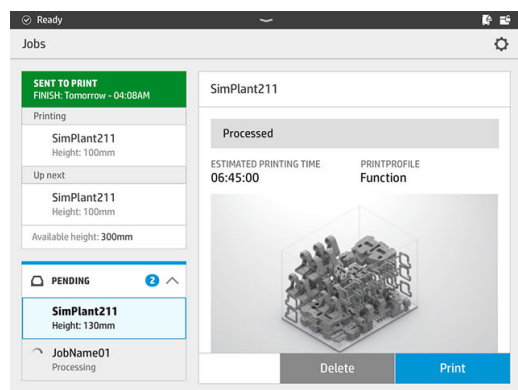 Ready
Jobs
SENT TO PRINT
FINISH: Tomorrow - 04:08AM
Printing
SimPlant211
Height: 100mm
Up next
SimPlant211
Height: 100mm
Available height: 300mm
PENDING 2
SimPlant211
Height: 130mm
JobName01
Processing
SimPlant211
Processed
ESTIMATED PRINTING TIME PRINTPROFILE
06:45:00 Function
Delete Print